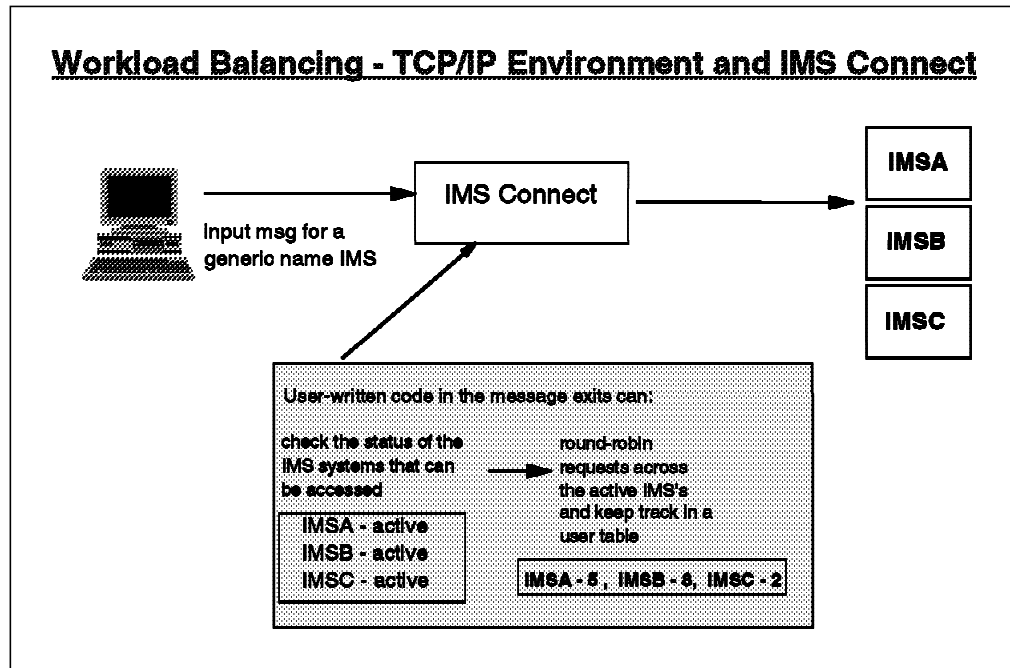 Workload Balancing - TCP/IP Environment and IMS Connect
IMS Connect
Input msg for a
generic name IMS
IMSA
IMSB
IMSC
User-written code in the message exits can:
check the status of the
IMS systems that can
be accessed
round-robin
requests across
the active IMS's
and keep track in a
user table
IMSA - active
IMSB - active
IMSC - active
IMSA - 5 , IMSB - 8, IMSC - 2